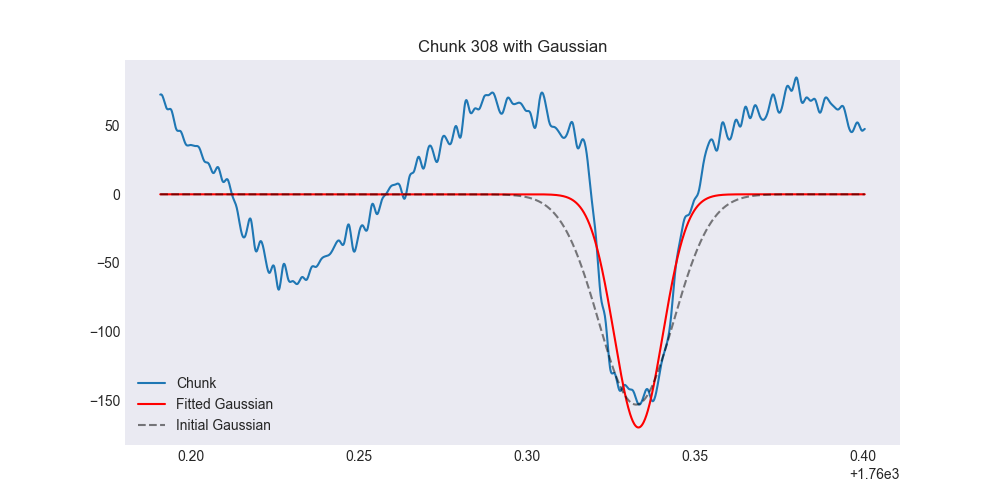 Chunk 308 with Gaussian
50
0
−50
−100
−150
Chunk
Fitted Gaussian
Initial Gaussian
0.20 0.25 0.30 0.35 0.40
+1.76e3